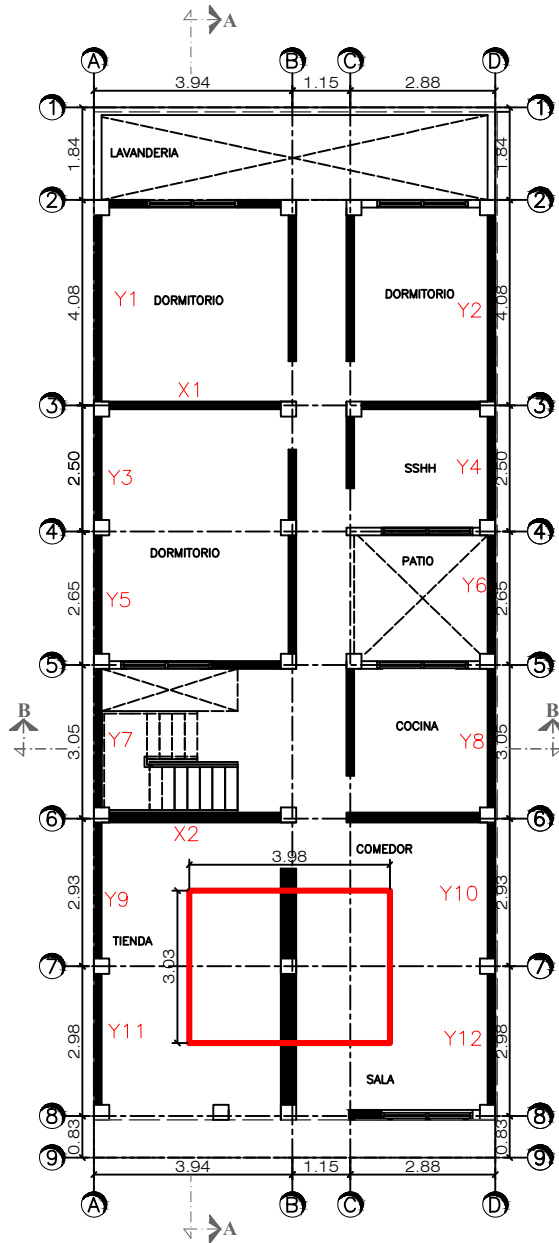 A
A B C D
3.94 1.15 2.88
1 1
1.84 LAVANDERIA 1.84
2 2
4.08 Y1 DORMITORIO DORMITORIO Y2 4.08
X1
3 3
2.50 Y3 SSHH Y4 2.50
4 4
DORMITORIO PATIO
2.65 Y5 Y6 2.65
5 5
B B
3.05 Y7 COCINA Y8 3.05
6 6
X2 COMEDOR
3.98
2.93 Y9 Y10 2.93
TIENDA
3.03
7 7
2.98 Y11 Y12 2.98
SALA
8 8
0.83 0.83
9 9
3.94 1.15 2.88
A B C D
A